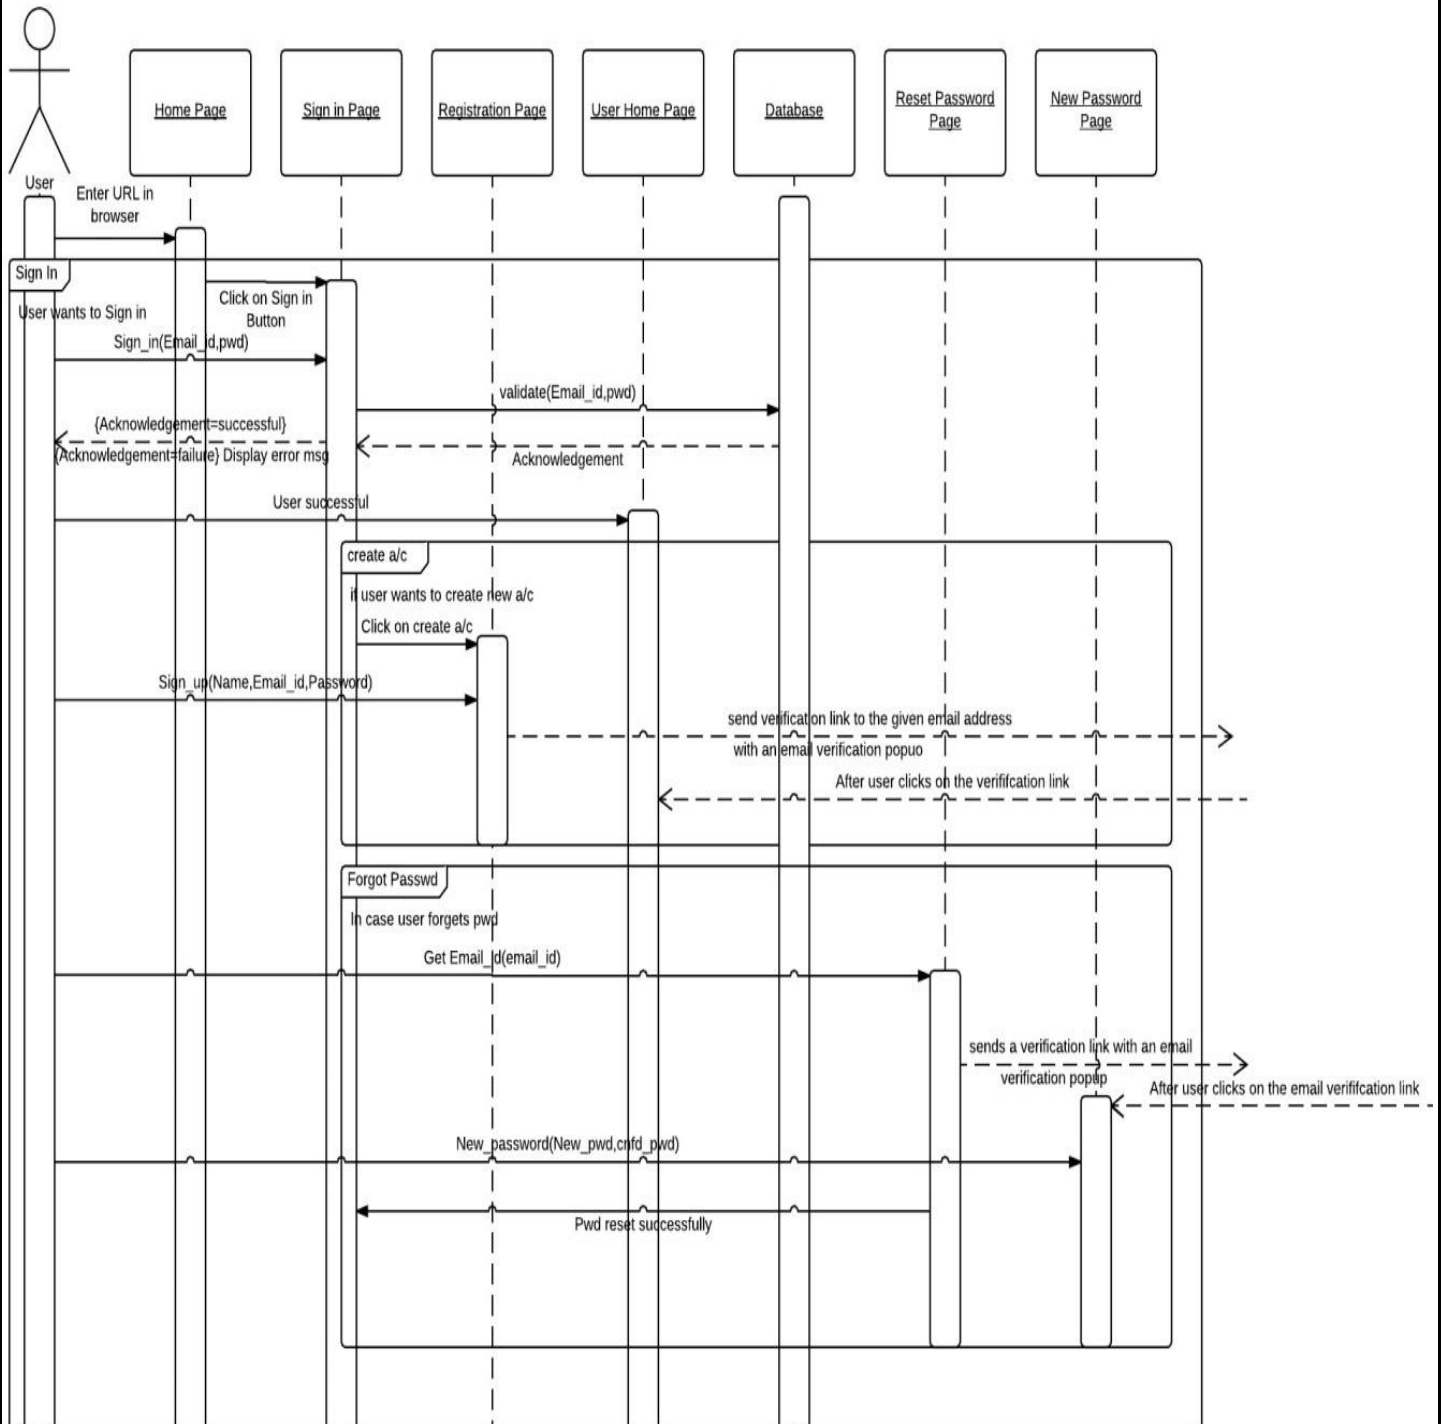 Home Page
Sign in Page
Registration Page
User Home Page
Database
Reset Password
Page
New Password
Page
User
Enter URL in
browser
Sign In
Click on Sign in
Button
User wants to Sign in
Sign_in(Email_id,pwd)
validate(Email_id,pwd)
{Acknowledgement=successful}
{Acknowledgement=failure} Display error msg
Acknowledgement
User successful
create a/c
if user wants to create new a/c
Click on create a/c
Sign_up(Name,Email_id,Password)
send verification link to the given email address
with an email verification popuo
After user clicks on the verififcation link
Forgot Passwd
In case user forgets pwd
Get Email_Id(email_id)
sends a verification link with an email
verification popup
After user clicks on the email verififcation link
New_password(New_pwd,cnfd_pwd)
Pwd reset successfully